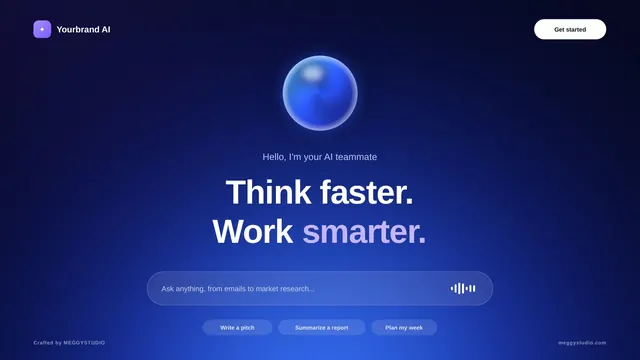 Yourbrand AI
Get started
Hello, I'm your AI teammate
Think faster.
Work smarter.
Ask anything, from emails to market research...
Write a pitch
Summarize a report
Plan my week
Crafted by MEGGYSTUDIO
meggystudio.com